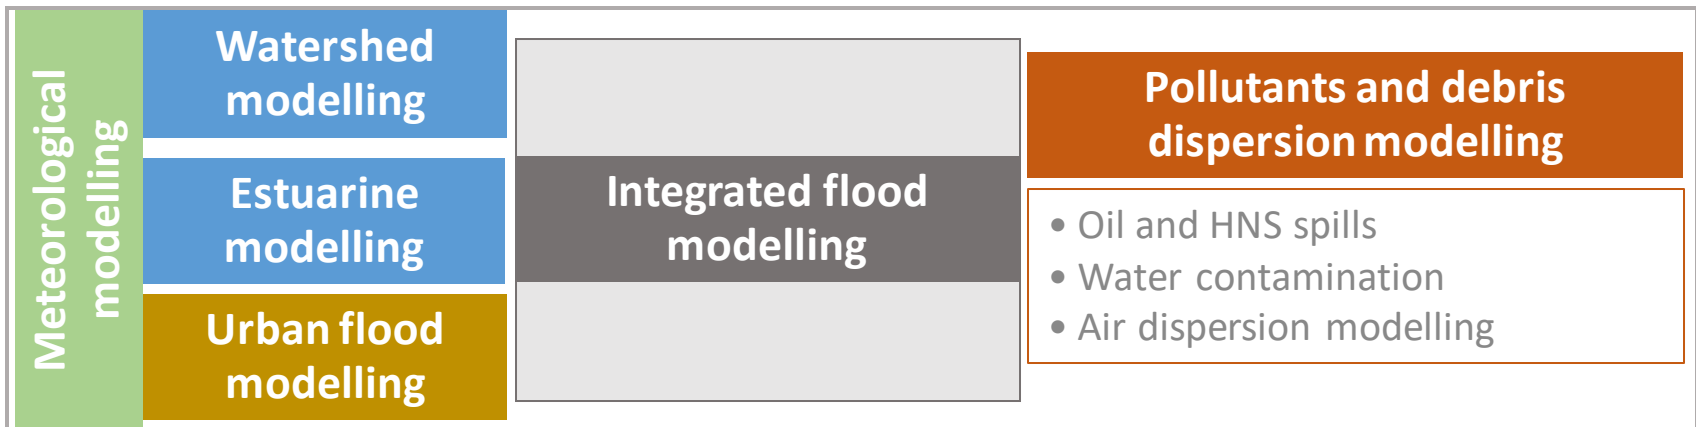 Meteorological
modelling
Watershed
modelling
Estuarine
modelling
Urban flood
modelling
Integrated flood
modelling
Pollutants and debris
dispersion modelling
• Oil and HNS spills
• Water contamination
• Air dispersion modelling